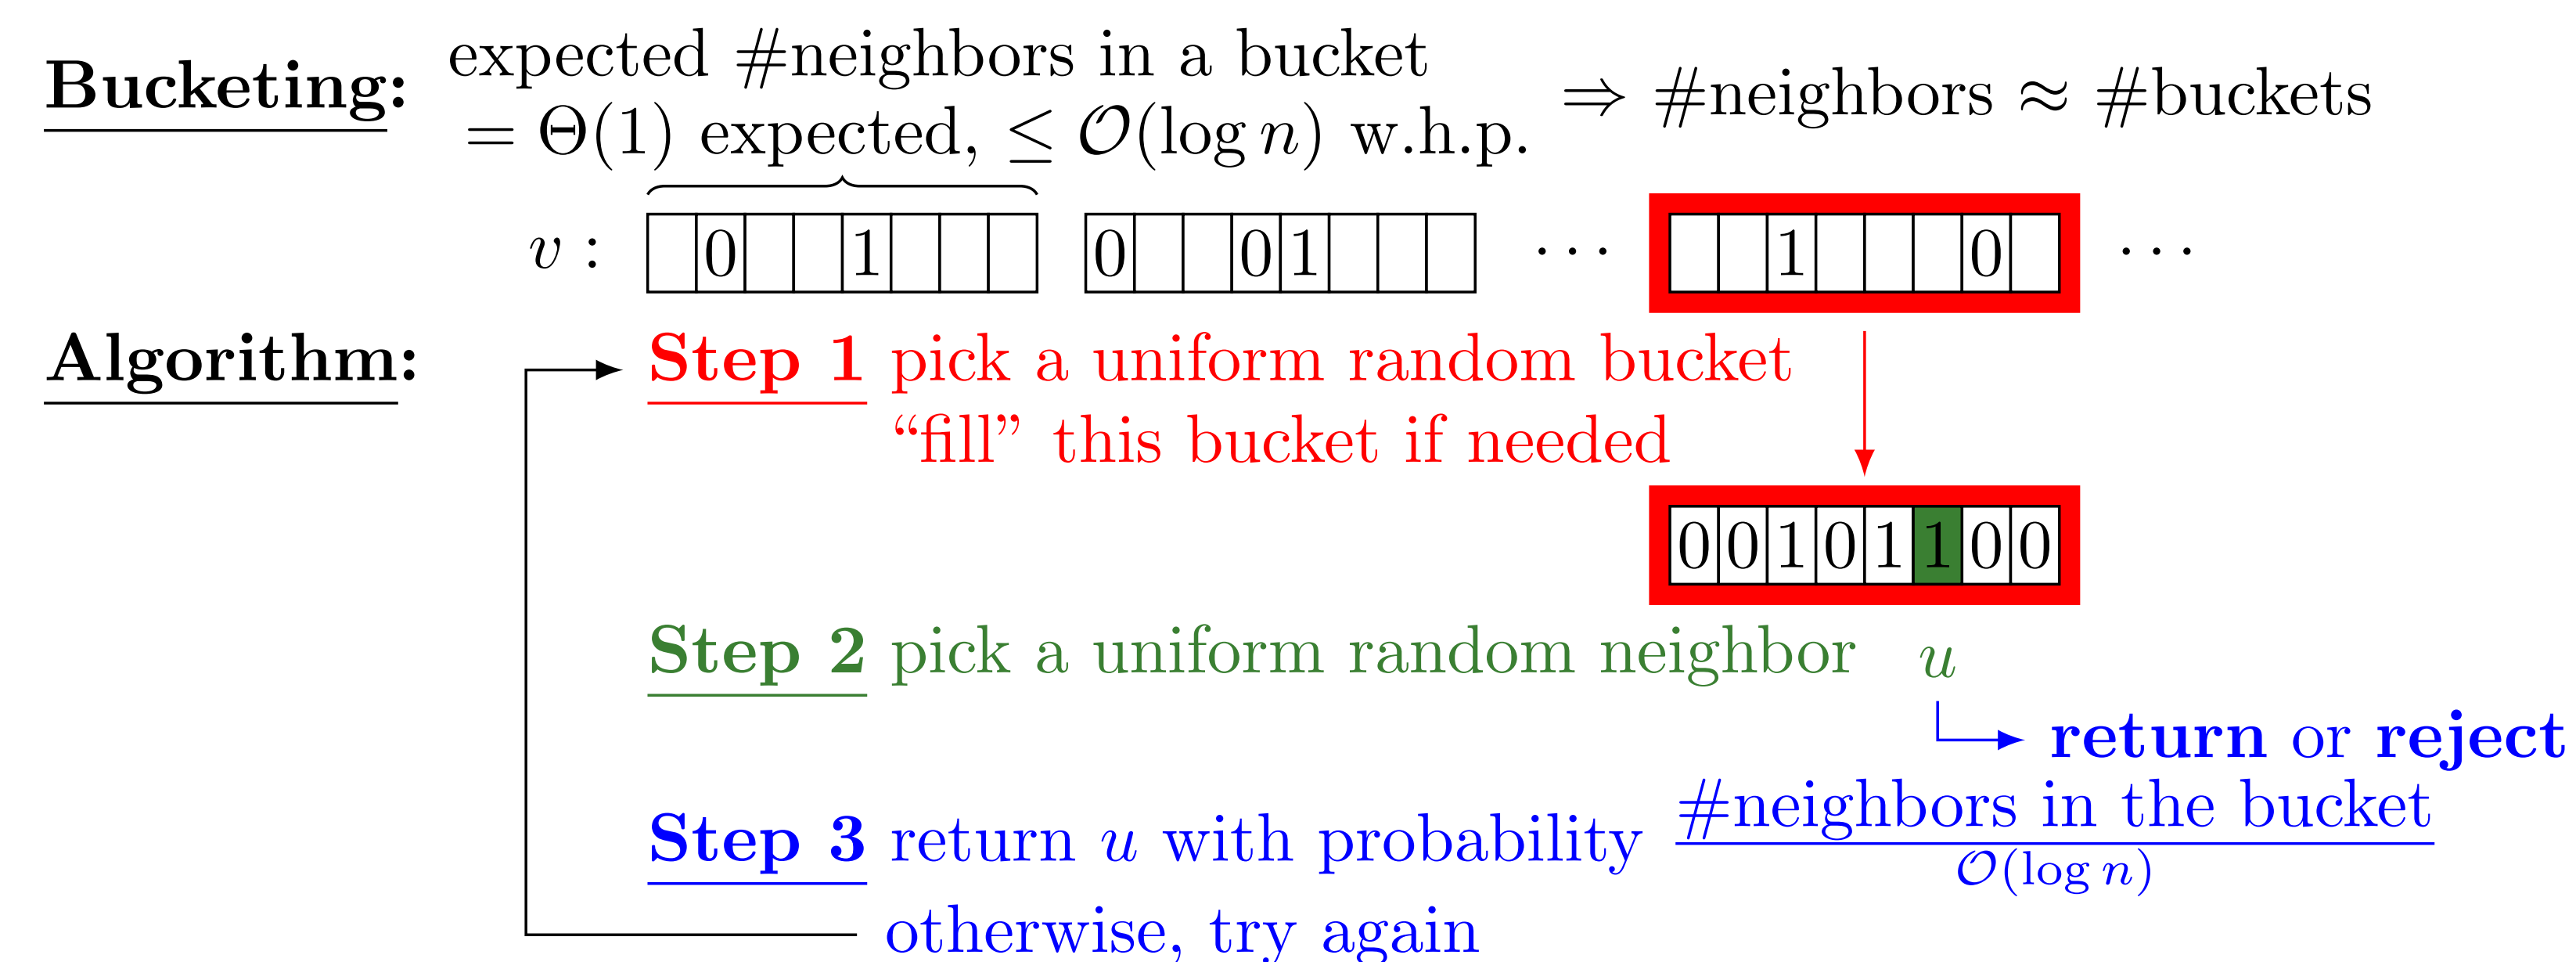 Bucketing: expected #neighbors in a bucket
= Θ(1) expected, ≤ 𝒪(log n) w.h.p. ⇒ #neighbors ≈ #buckets
v : 0 1 0 0 1 ··· 1 0 ···
Algorithm: Step 1 pick a uniform random bucket
“fill” this bucket if needed
0 0 1 0 1 1 0 0
Step 2 pick a uniform random neighbor u
return or reject
Step 3 return u with probability #neighbors in the bucket / 𝒪(log n)
otherwise, try again